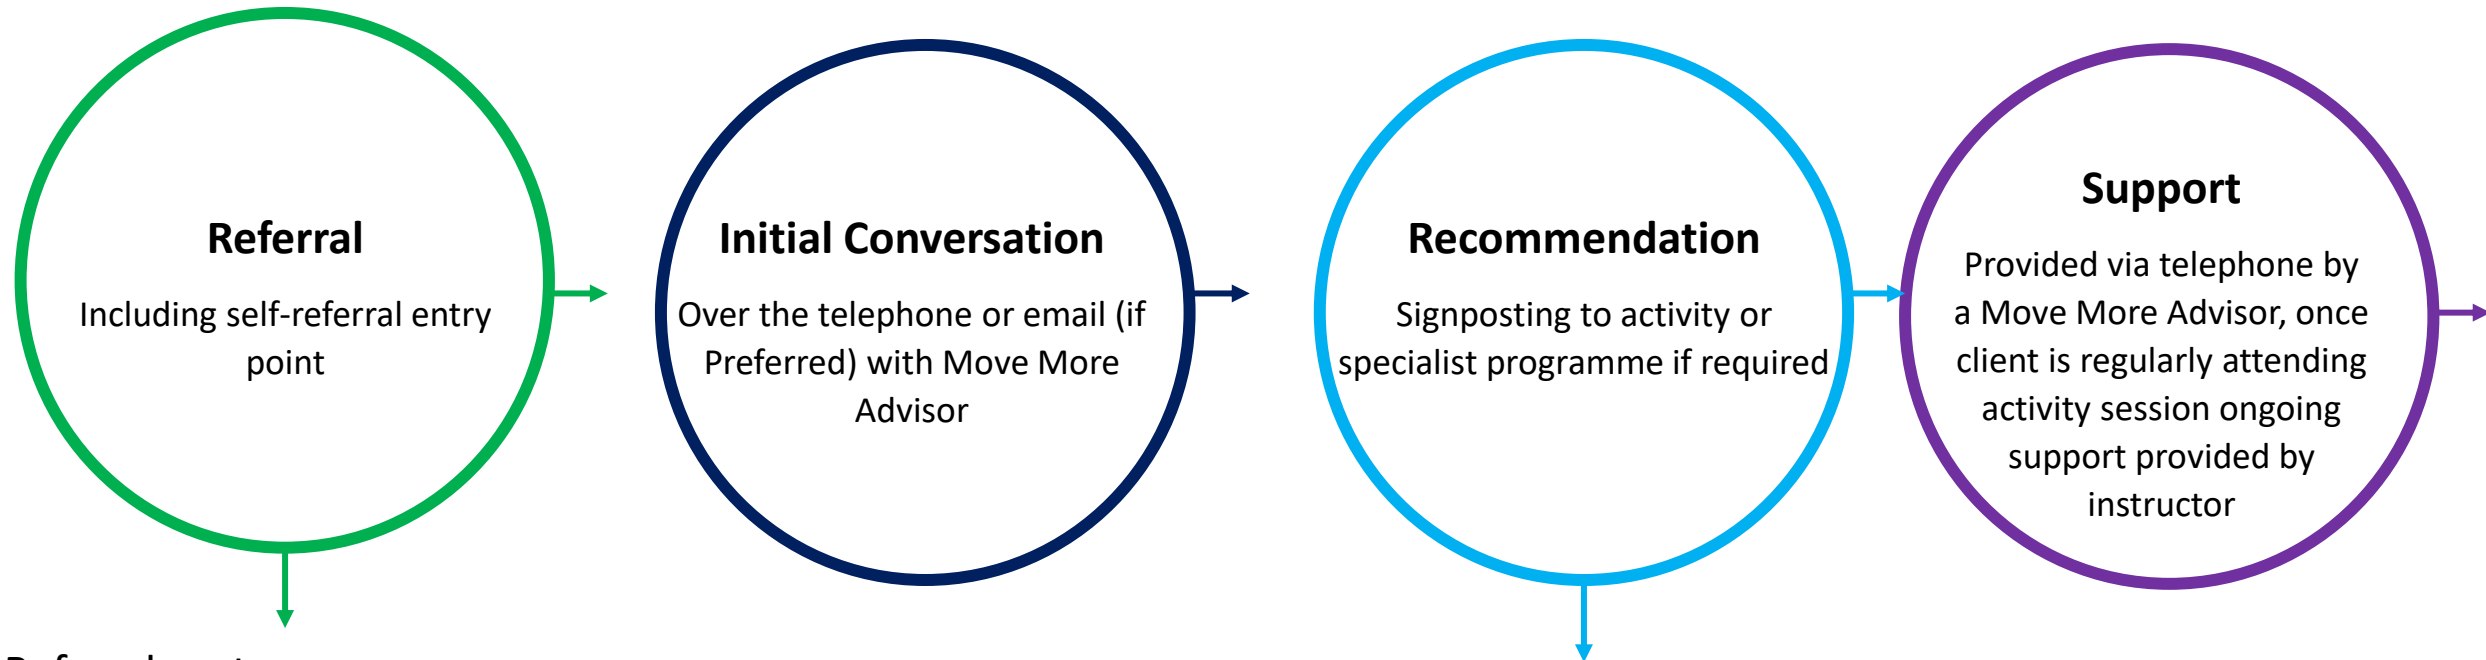 Referral
Including self-referral entry
point
Initial Conversation
Over the telephone or email (if
Preferred) with Move More
Advisor
Recommendation
Signposting to activity or
specialist programme if required
Support
Provided via telephone by
a Move More Advisor, once
client is regularly attending
activity session ongoing
support provided by
instructor